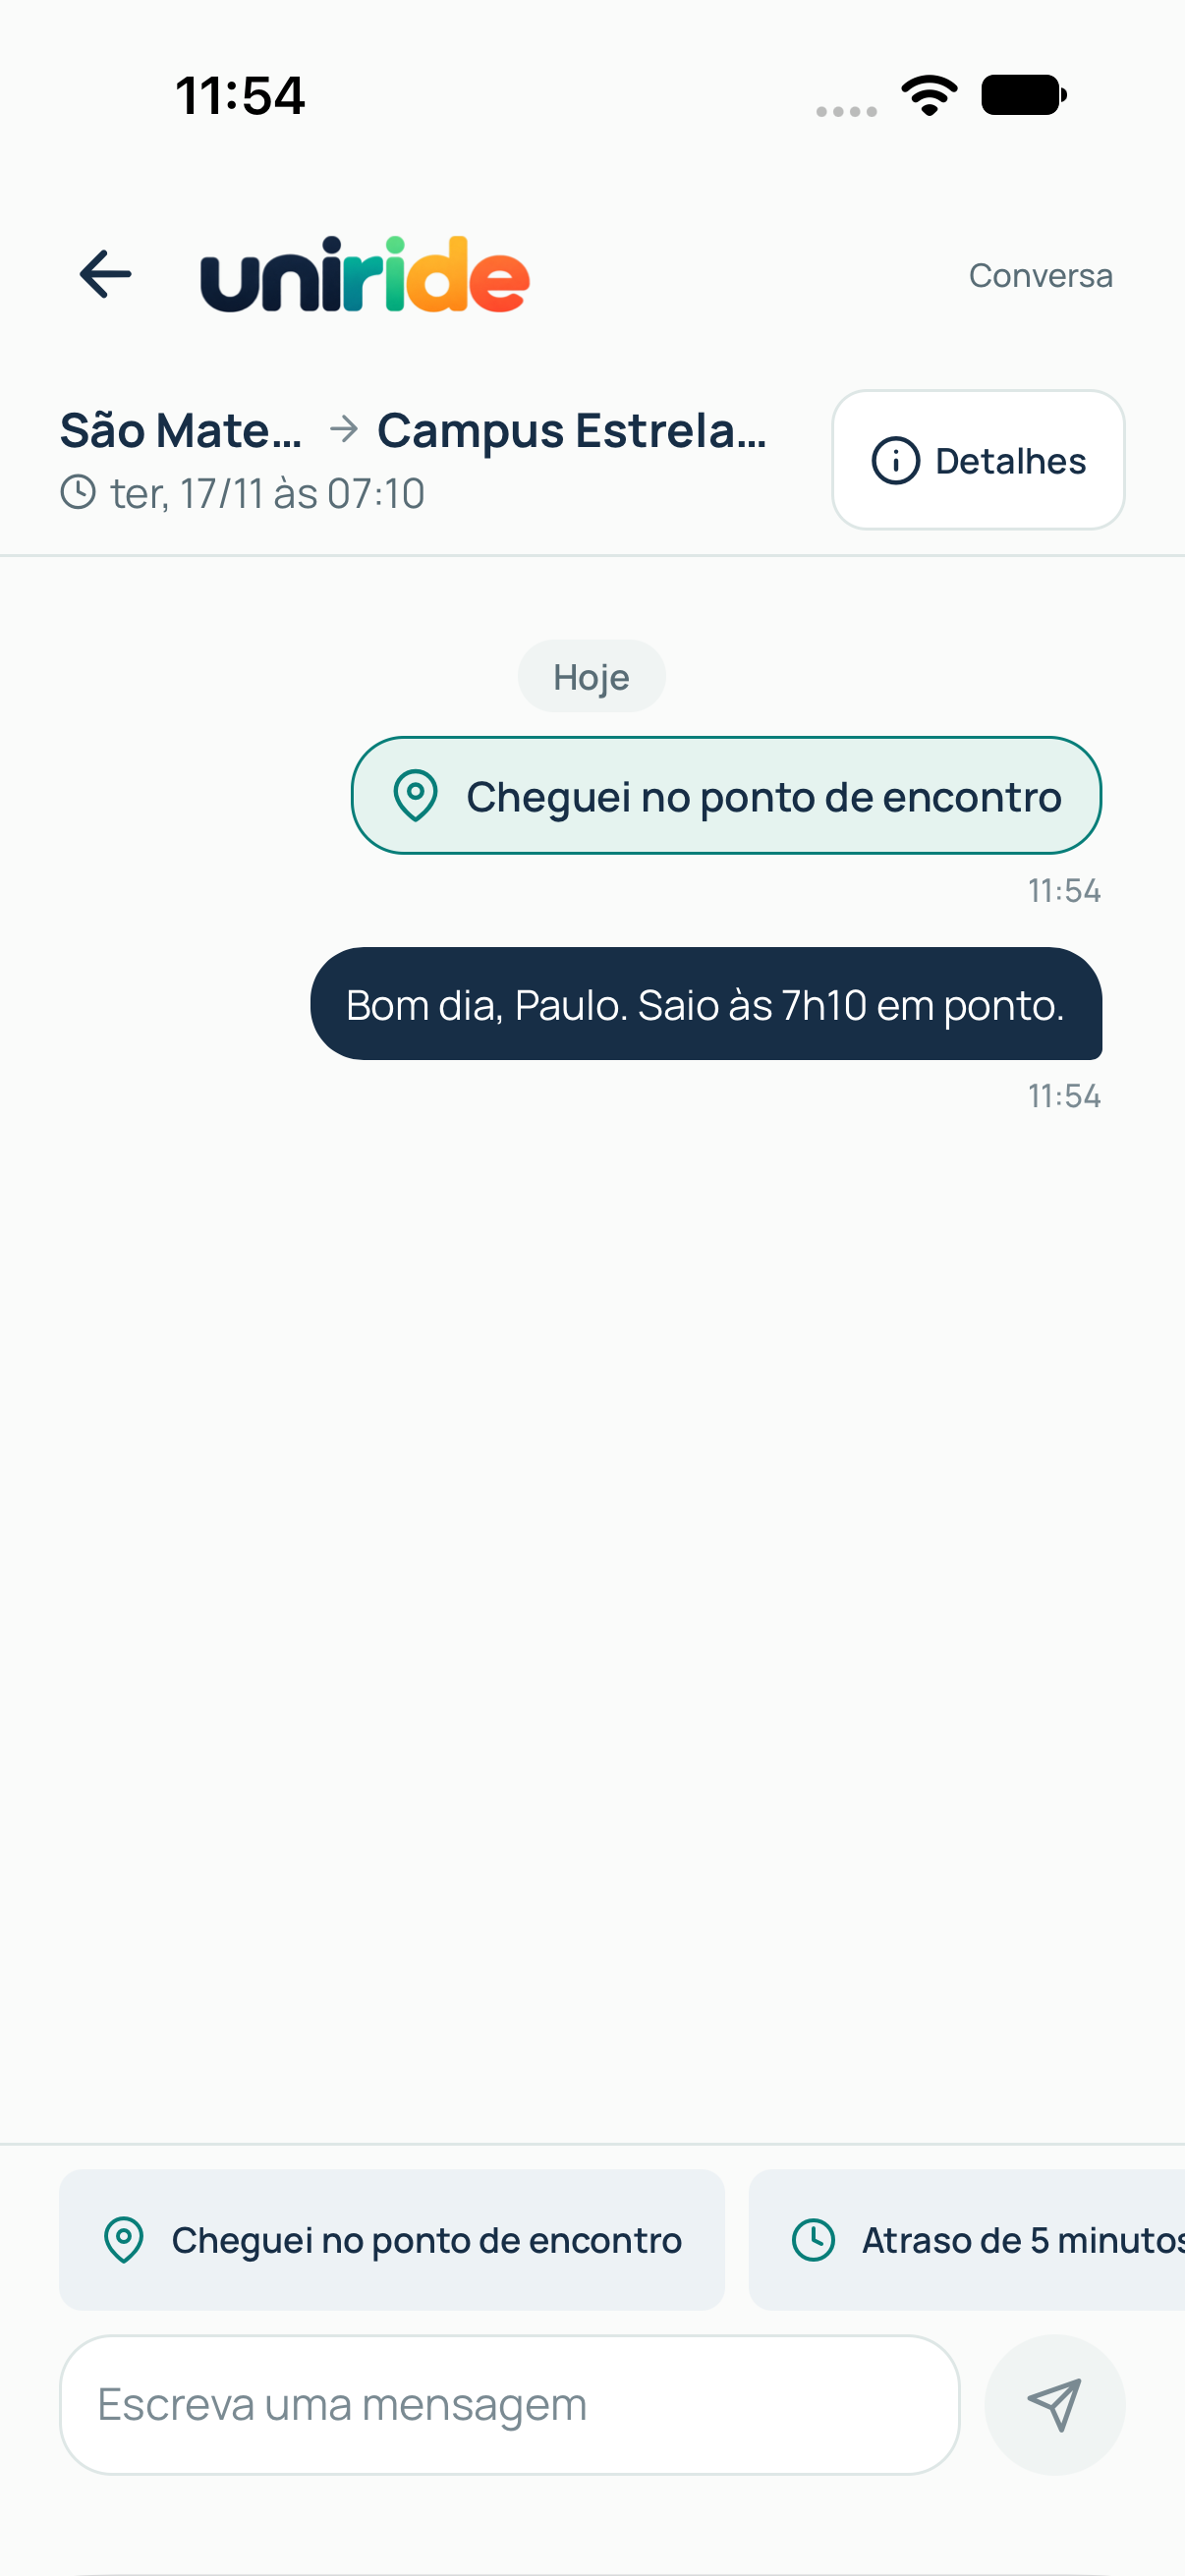 11:54
uniride
Conversa
São Mate... → Campus Estrela...
ter, 17/11 às 07:10
Detalhes
Hoje
Cheguei no ponto de encontro
11:54
Bom dia, Paulo. Saio às 7h10 em ponto.
11:54
Cheguei no ponto de encontro
Atraso de 5 minutos
Escreva uma mensagem